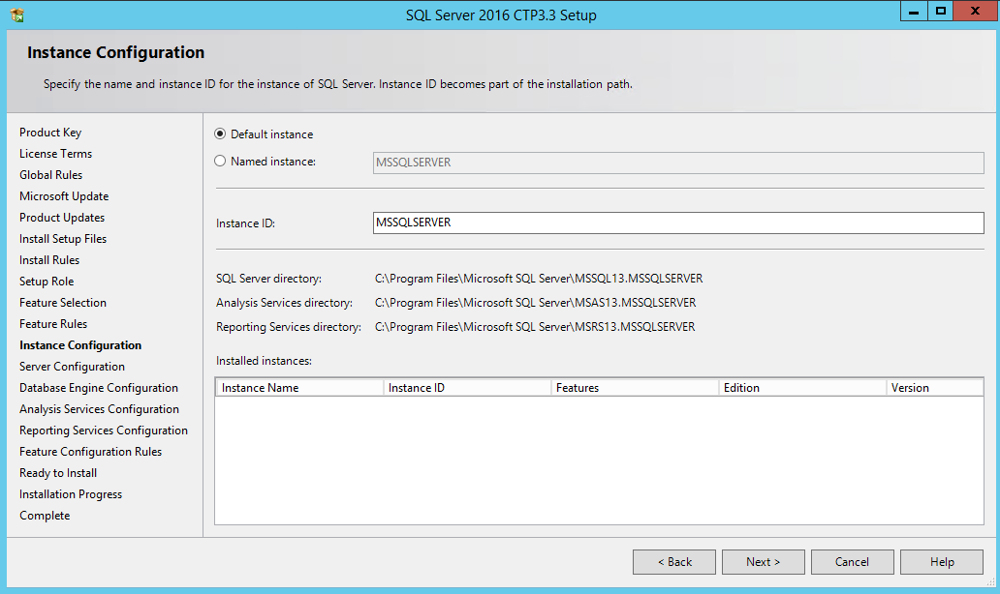 SQL Server 2016 CTP3.3 Setup
Instance Configuration
Specify the name and instance ID for the instance of SQL Server. Instance ID becomes part of the installation path.
Product Key
License Terms
Global Rules
Microsoft Update
Product Updates
Install Setup Files
Install Rules
Setup Role
Feature Selection
Feature Rules
Instance Configuration
Server Configuration
Database Engine Configuration
Analysis Services Configuration
Reporting Services Configuration
Feature Configuration Rules
Ready to Install
Installation Progress
Complete
Default instance
Named instance: MSSQLSERVER
Instance ID: MSSQLSERVER
SQL Server directory: C:\Program Files\Microsoft SQL Server\MSSQL13.MSSQLSERVER
Analysis Services directory: C:\Program Files\Microsoft SQL Server\MSAS13.MSSQLSERVER
Reporting Services directory: C:\Program Files\Microsoft SQL Server\MSRS13.MSSQLSERVER
Installed instances:
Instance Name Instance ID Features Edition Version
< Back Next > Cancel Help